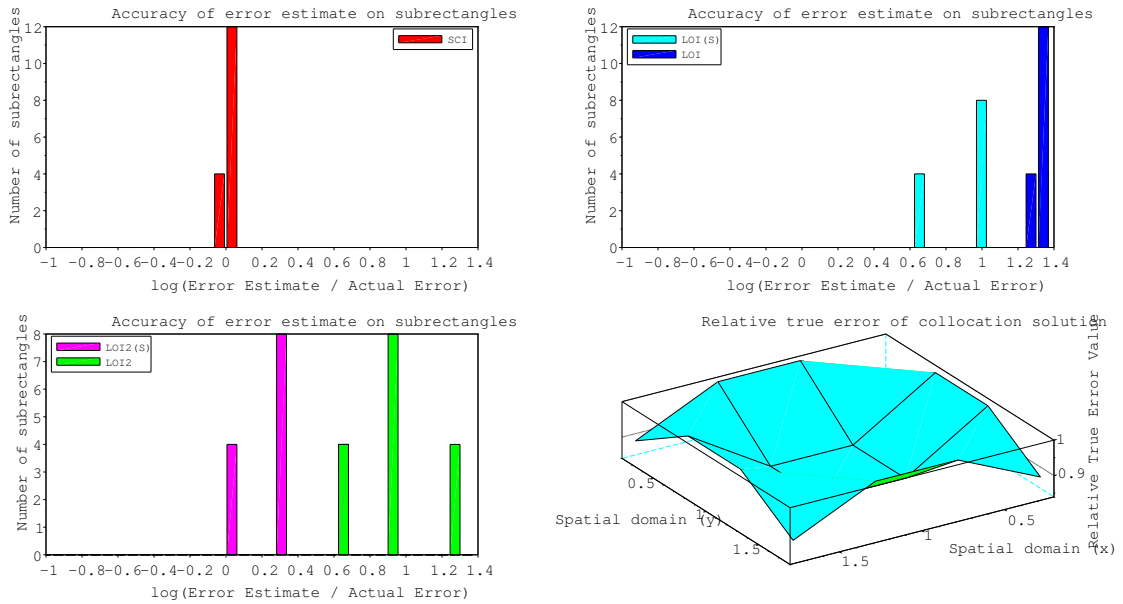 Accuracy of error estimate on subrectangles
Number of subrectangles
12
10
8
6
4
2
0
SCI
-1 -0.8 -0.6 -0.4 -0.2 0 0.2 0.4 0.6 0.8 1 1.2 1.4
log(Error Estimate / Actual Error)
Accuracy of error estimate on subrectangles
Number of subrectangles
12
10
8
6
4
2
0
LOI(S)
LOI
-1 -0.8 -0.6 -0.4 -0.2 0 0.2 0.4 0.6 0.8 1 1.2 1.4
log(Error Estimate / Actual Error)
Accuracy of error estimate on subrectangles
Number of subrectangles
8
7
6
5
4
3
2
1
0
LOI2(S)
LOI2
-1 -0.8 -0.6 -0.4 -0.2 0 0.2 0.4 0.6 0.8 1 1.2 1.4
log(Error Estimate / Actual Error)
Relative true error of collocation solution
Relative True Error Value
1
0.9
0.5
1
1.5
Spatial domain (y)
0.5
1
1.5
Spatial domain (x)